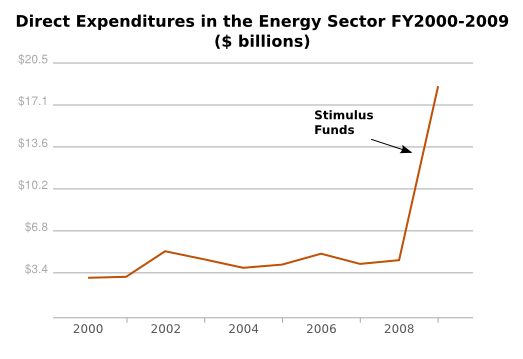 Direct Expenditures in the Energy Sector FY2000-2009
($ billions)
$20.5
$17.1
Stimulus
Funds
$13.6
$10.2
$6.8
$3.4
2000 2002 2004 2006 2008